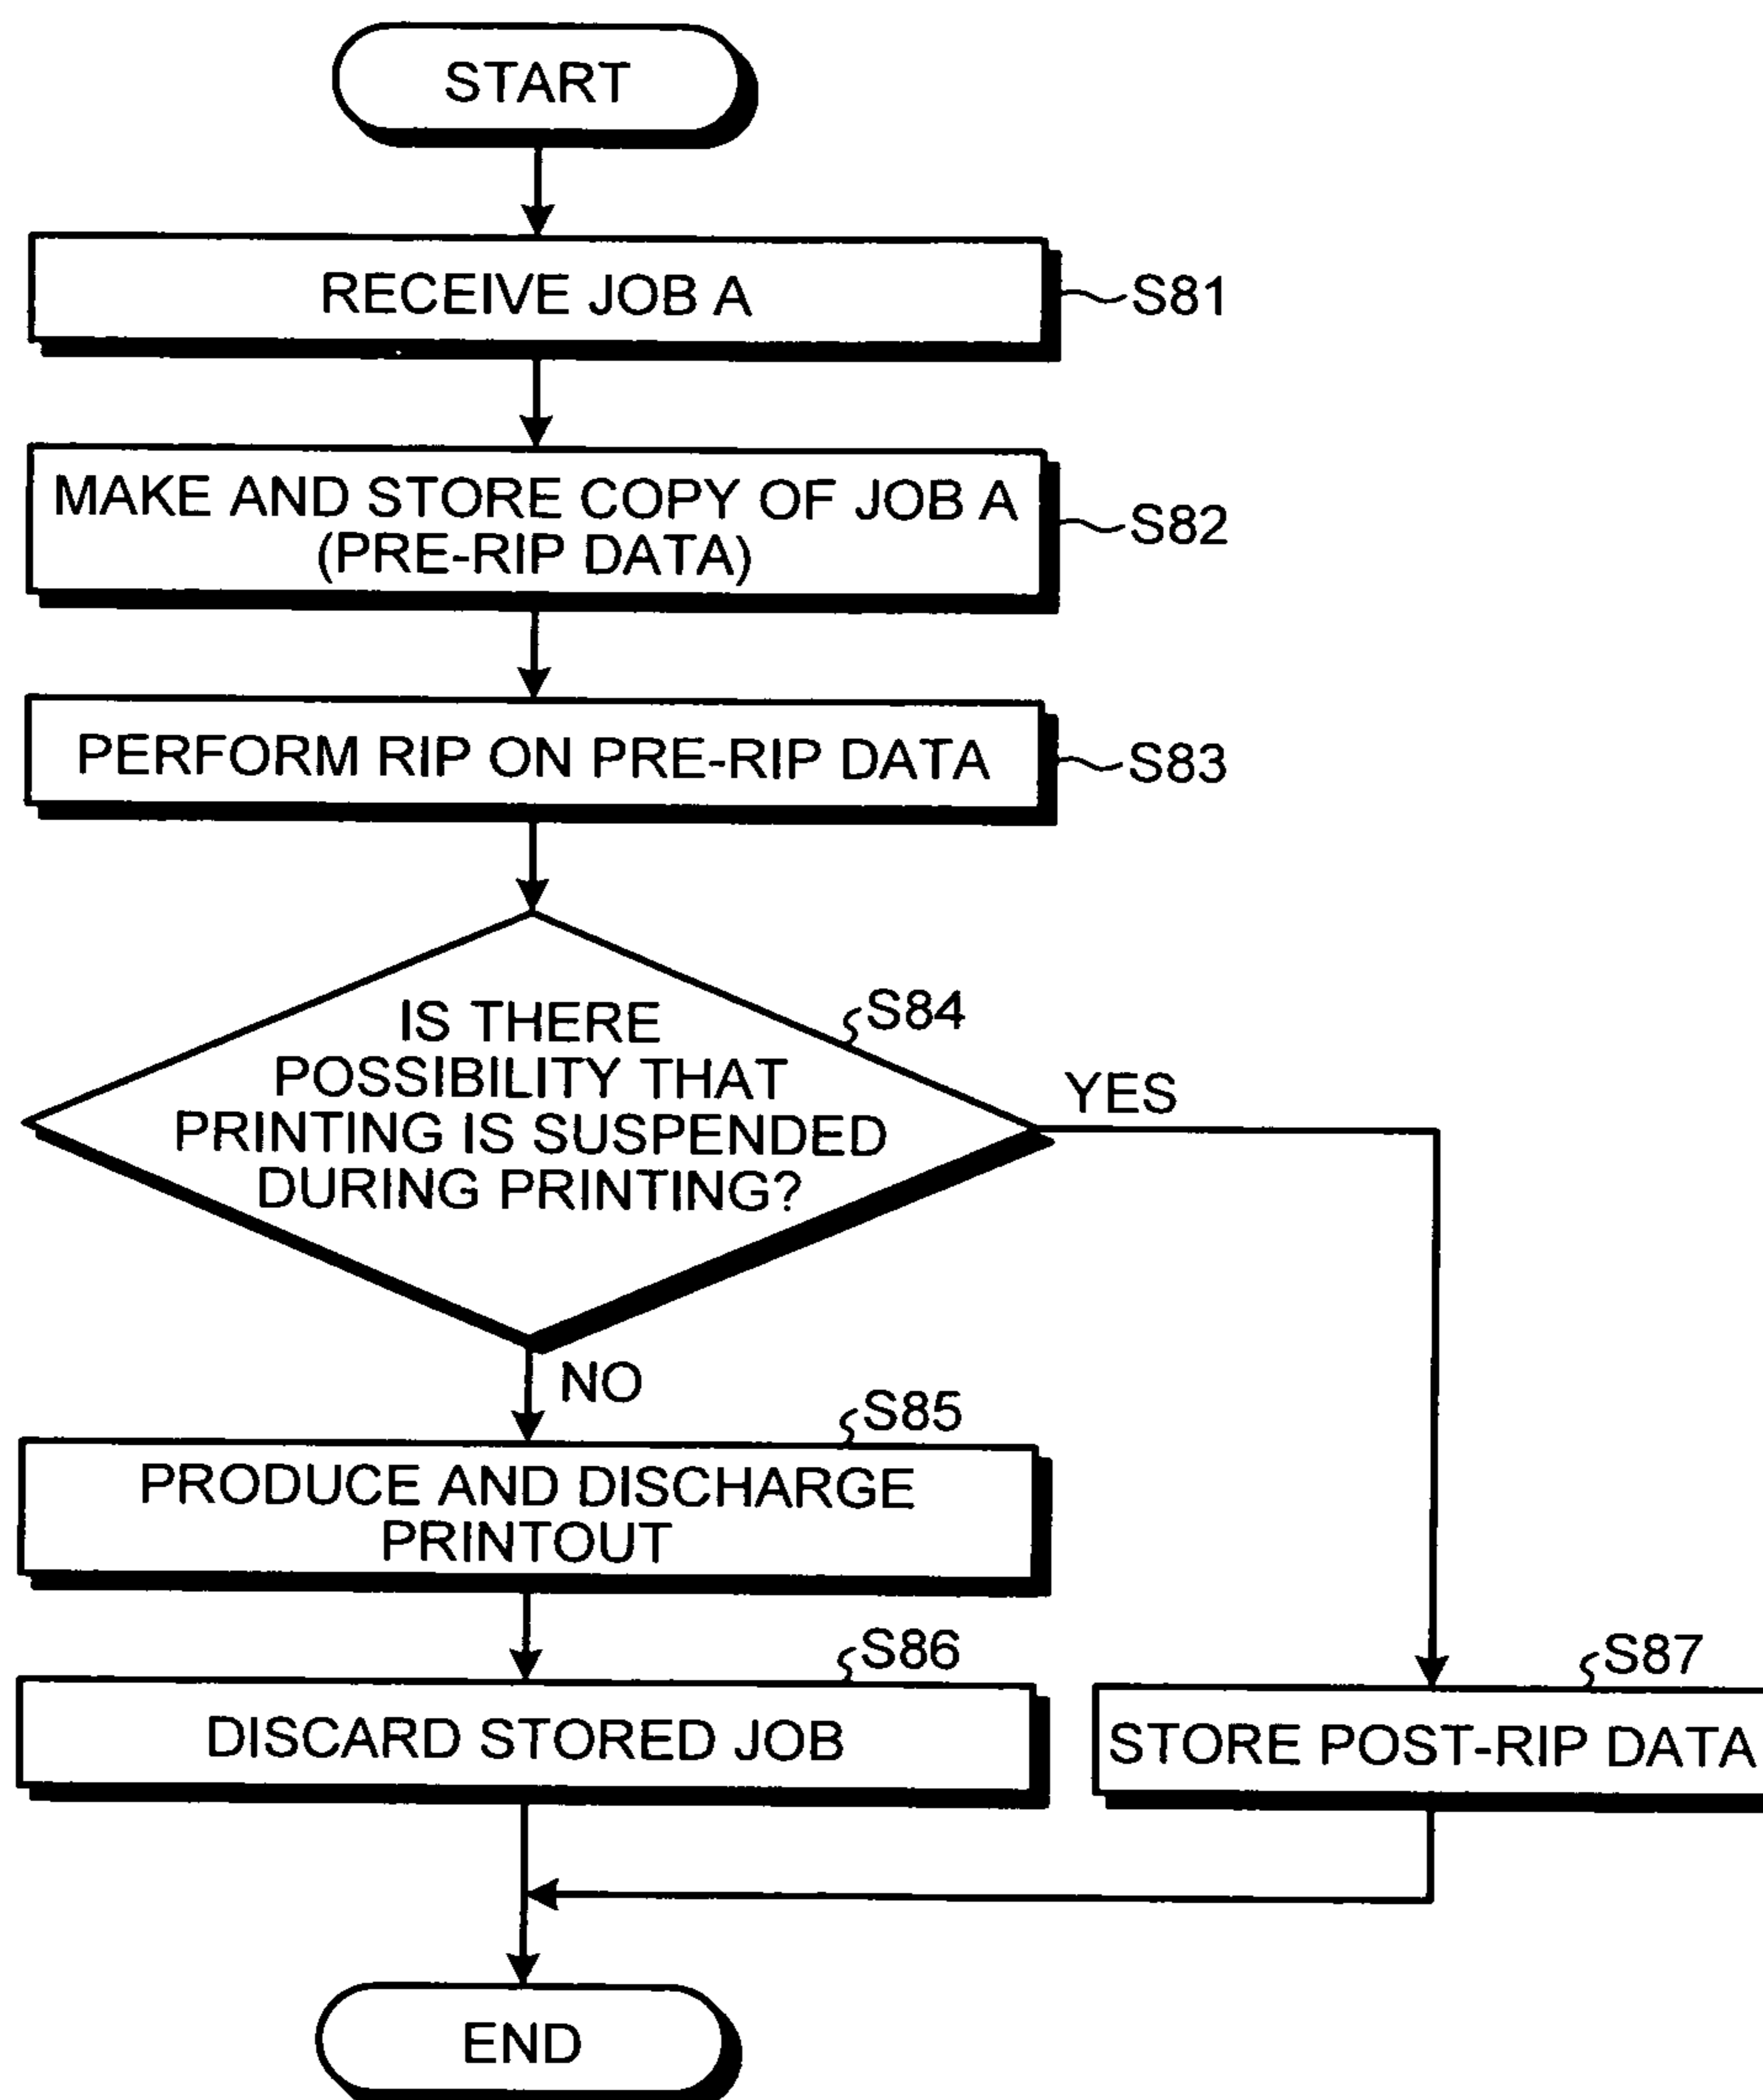 START
RECEIVE JOB A
S81
MAKE AND STORE COPY OF JOB A
(PRE-RIP DATA)
S82
PERFORM RIP ON PRE-RIP DATA
S83
IS THERE
POSSIBILITY THAT
PRINTING IS SUSPENDED
DURING PRINTING?
S84
YES
NO
S85
PRODUCE AND DISCHARGE
PRINTOUT
S86
DISCARD STORED JOB
S87
STORE POST-RIP DATA
END